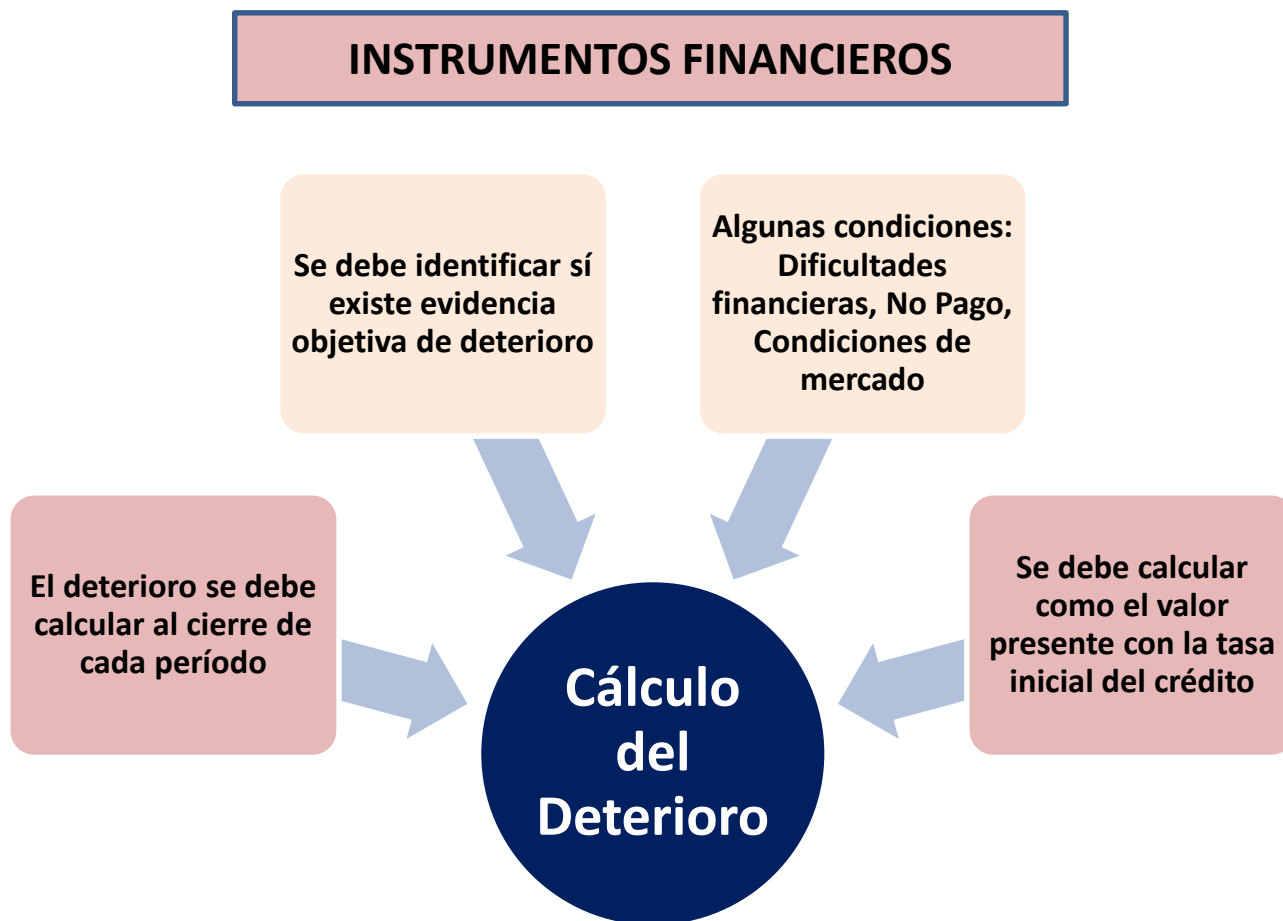 INSTRUMENTOS FINANCIEROS
Se debe identificar sí
existe evidencia
objetiva de deterioro
Algunas condiciones:
Dificultades
financieras, No Pago,
Condiciones de
mercado
El deterioro se debe
calcular al cierre de
cada período
Se debe calcular
como el valor
presente con la tasa
inicial del crédito
Cálculo
del
Deterioro